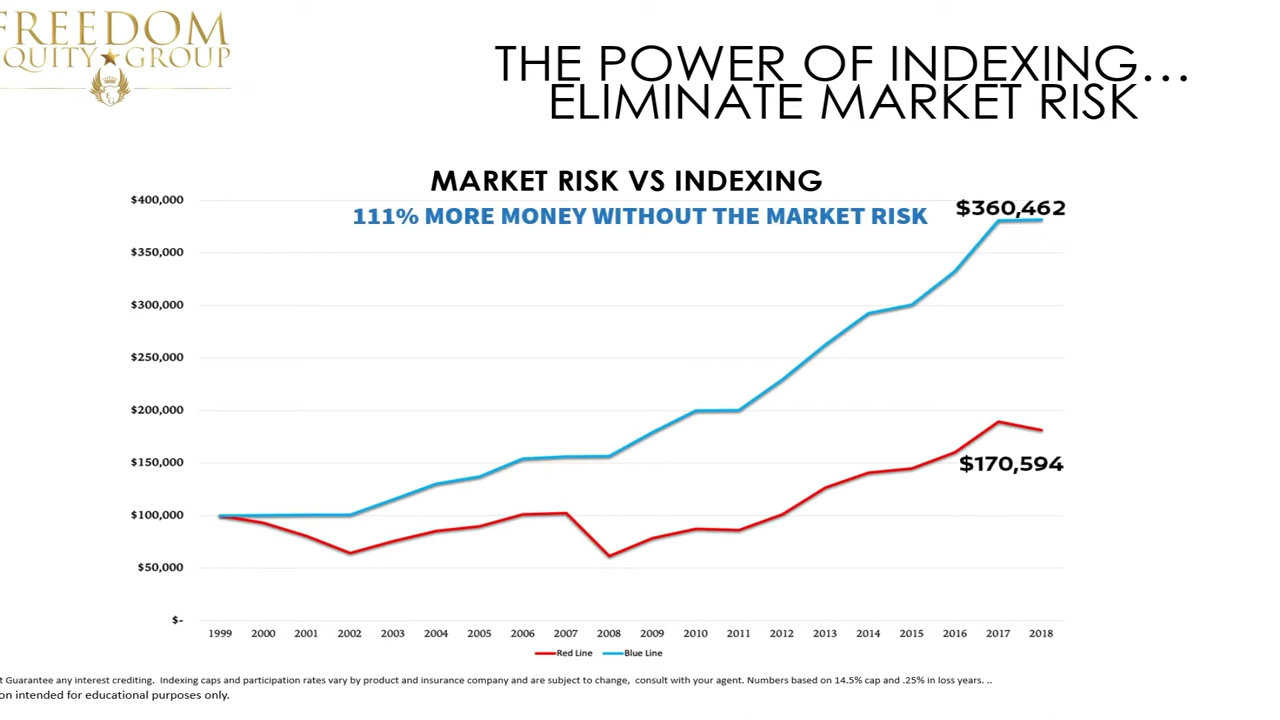 FREEDOM
QUITY GROUP
THE POWER OF INDEXING...
ELIMINATE MARKET RISK
MARKET RISK VS INDEXING
111% MORE MONEY WITHOUT THE MARKET RISK
$360,462
$400,000
$350,000
$300,000
$250,000
$200,000
$150,000
$100,000
$50,000
$-
$170,594
1999 2000 2001 2002 2003 2004 2005 2006 2007 2008 2009 2010 2011 2012 2013 2014 2015 2016 2017 2018
Red Line Blue Line
t Guarantee any interest crediting. Indexing caps and participation rates vary by product and insurance company and are subject to change, consult with your agent. Numbers based on 14.5% cap and .25% in loss years. ..
on intended for educational purposes only.